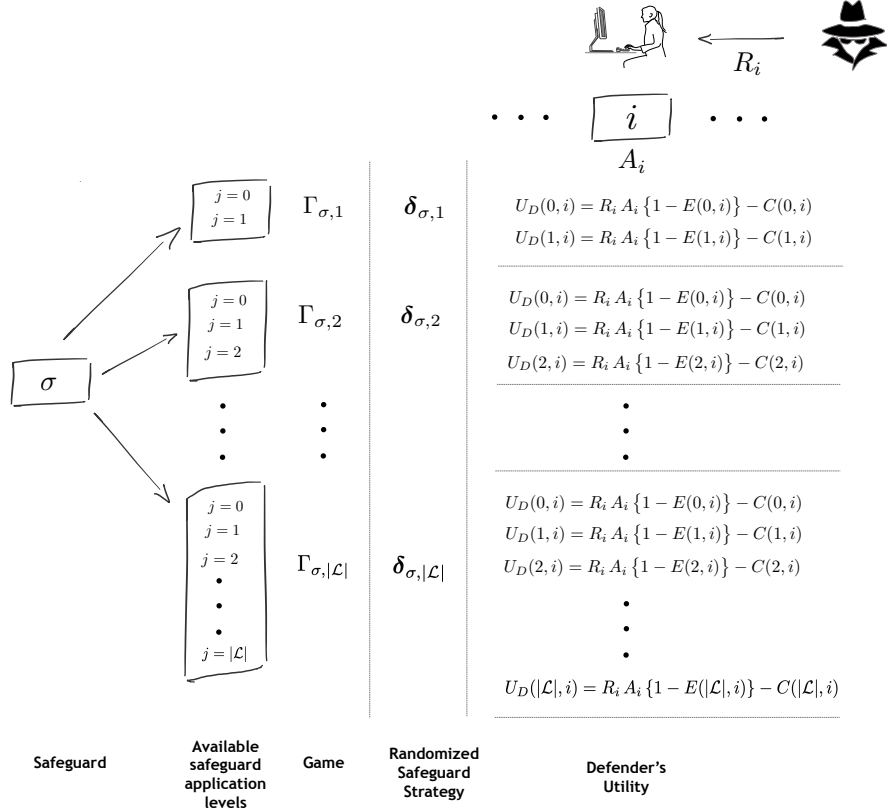 R_i
• • • i • • •
A_i
j = 0
j = 1
Γ_{σ,1}
δ_{σ,1}
U_D(0, i) = R_i A_i {1 − E(0, i)} − C(0, i)
U_D(1, i) = R_i A_i {1 − E(1, i)} − C(1, i)
j = 0
j = 1
j = 2
Γ_{σ,2}
δ_{σ,2}
U_D(0, i) = R_i A_i {1 − E(0, i)} − C(0, i)
U_D(1, i) = R_i A_i {1 − E(1, i)} − C(1, i)
U_D(2, i) = R_i A_i {1 − E(2, i)} − C(2, i)
σ
j = 0
j = 1
j = 2
j = |ℒ|
Γ_{σ,|ℒ|}
δ_{σ,|ℒ|}
U_D(0, i) = R_i A_i {1 − E(0, i)} − C(0, i)
U_D(1, i) = R_i A_i {1 − E(1, i)} − C(1, i)
U_D(2, i) = R_i A_i {1 − E(2, i)} − C(2, i)
U_D(|ℒ|, i) = R_i A_i {1 − E(|ℒ|, i)} − C(|ℒ|, i)
Safeguard
Available
safeguard
application
levels
Game
Randomized
Safeguard
Strategy
Defender's
Utility